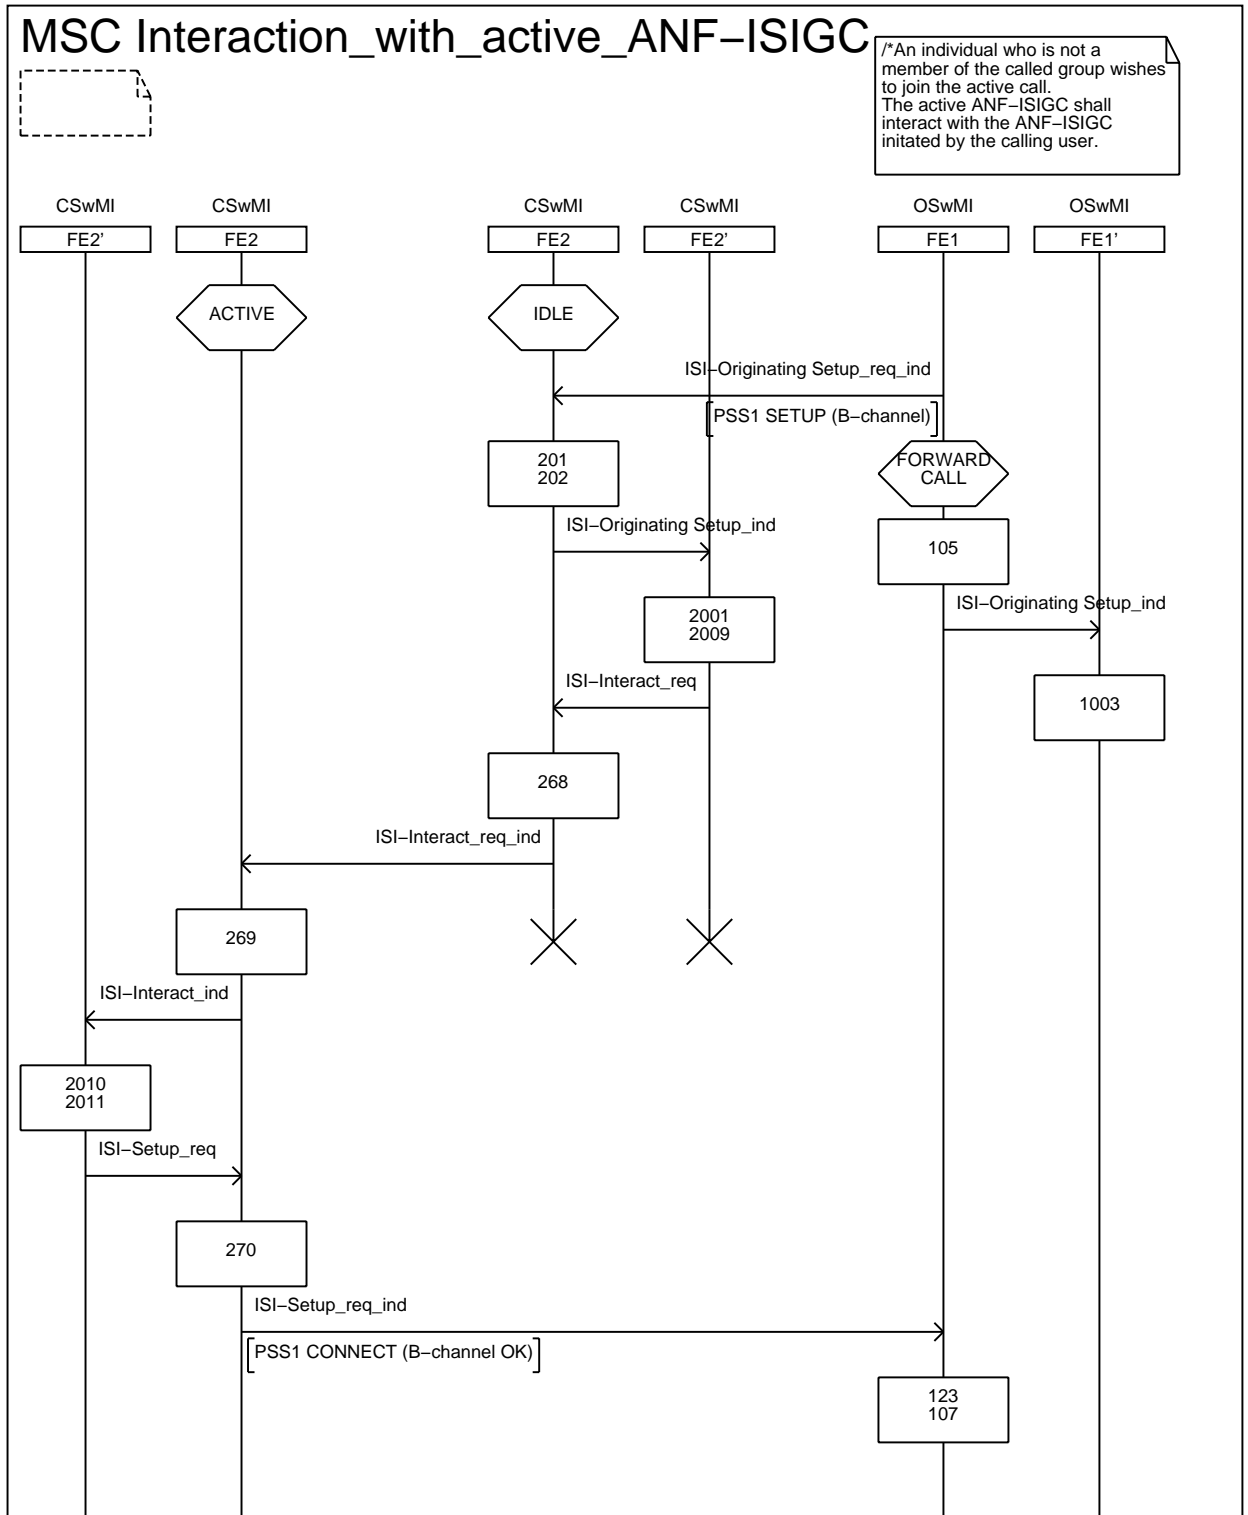 MSC Interaction_with_active_ANF−ISIGC
/*An individual who is not a
member of the called group wishes
to join the active call.
The active ANF−ISIGC shall
interact with the ANF−ISIGC
initated by the calling user.
CSwMI CSwMI CSwMI CSwMI OSwMI OSwMI
FE2' FE2 FE2 FE2' FE1 FE1'
ACTIVE IDLE
ISI−Originating Setup_req_ind
PSS1 SETUP (B−channel)
201
202
FORWARD
CALL
ISI−Originating Setup_ind
105
ISI−Originating Setup_ind
2001
2009
ISI−Interact_req
1003
268
ISI−Interact_req_ind
269
ISI−Interact_ind
2010
2011
ISI−Setup_req
270
ISI−Setup_req_ind
PSS1 CONNECT (B−channel OK)
123
107